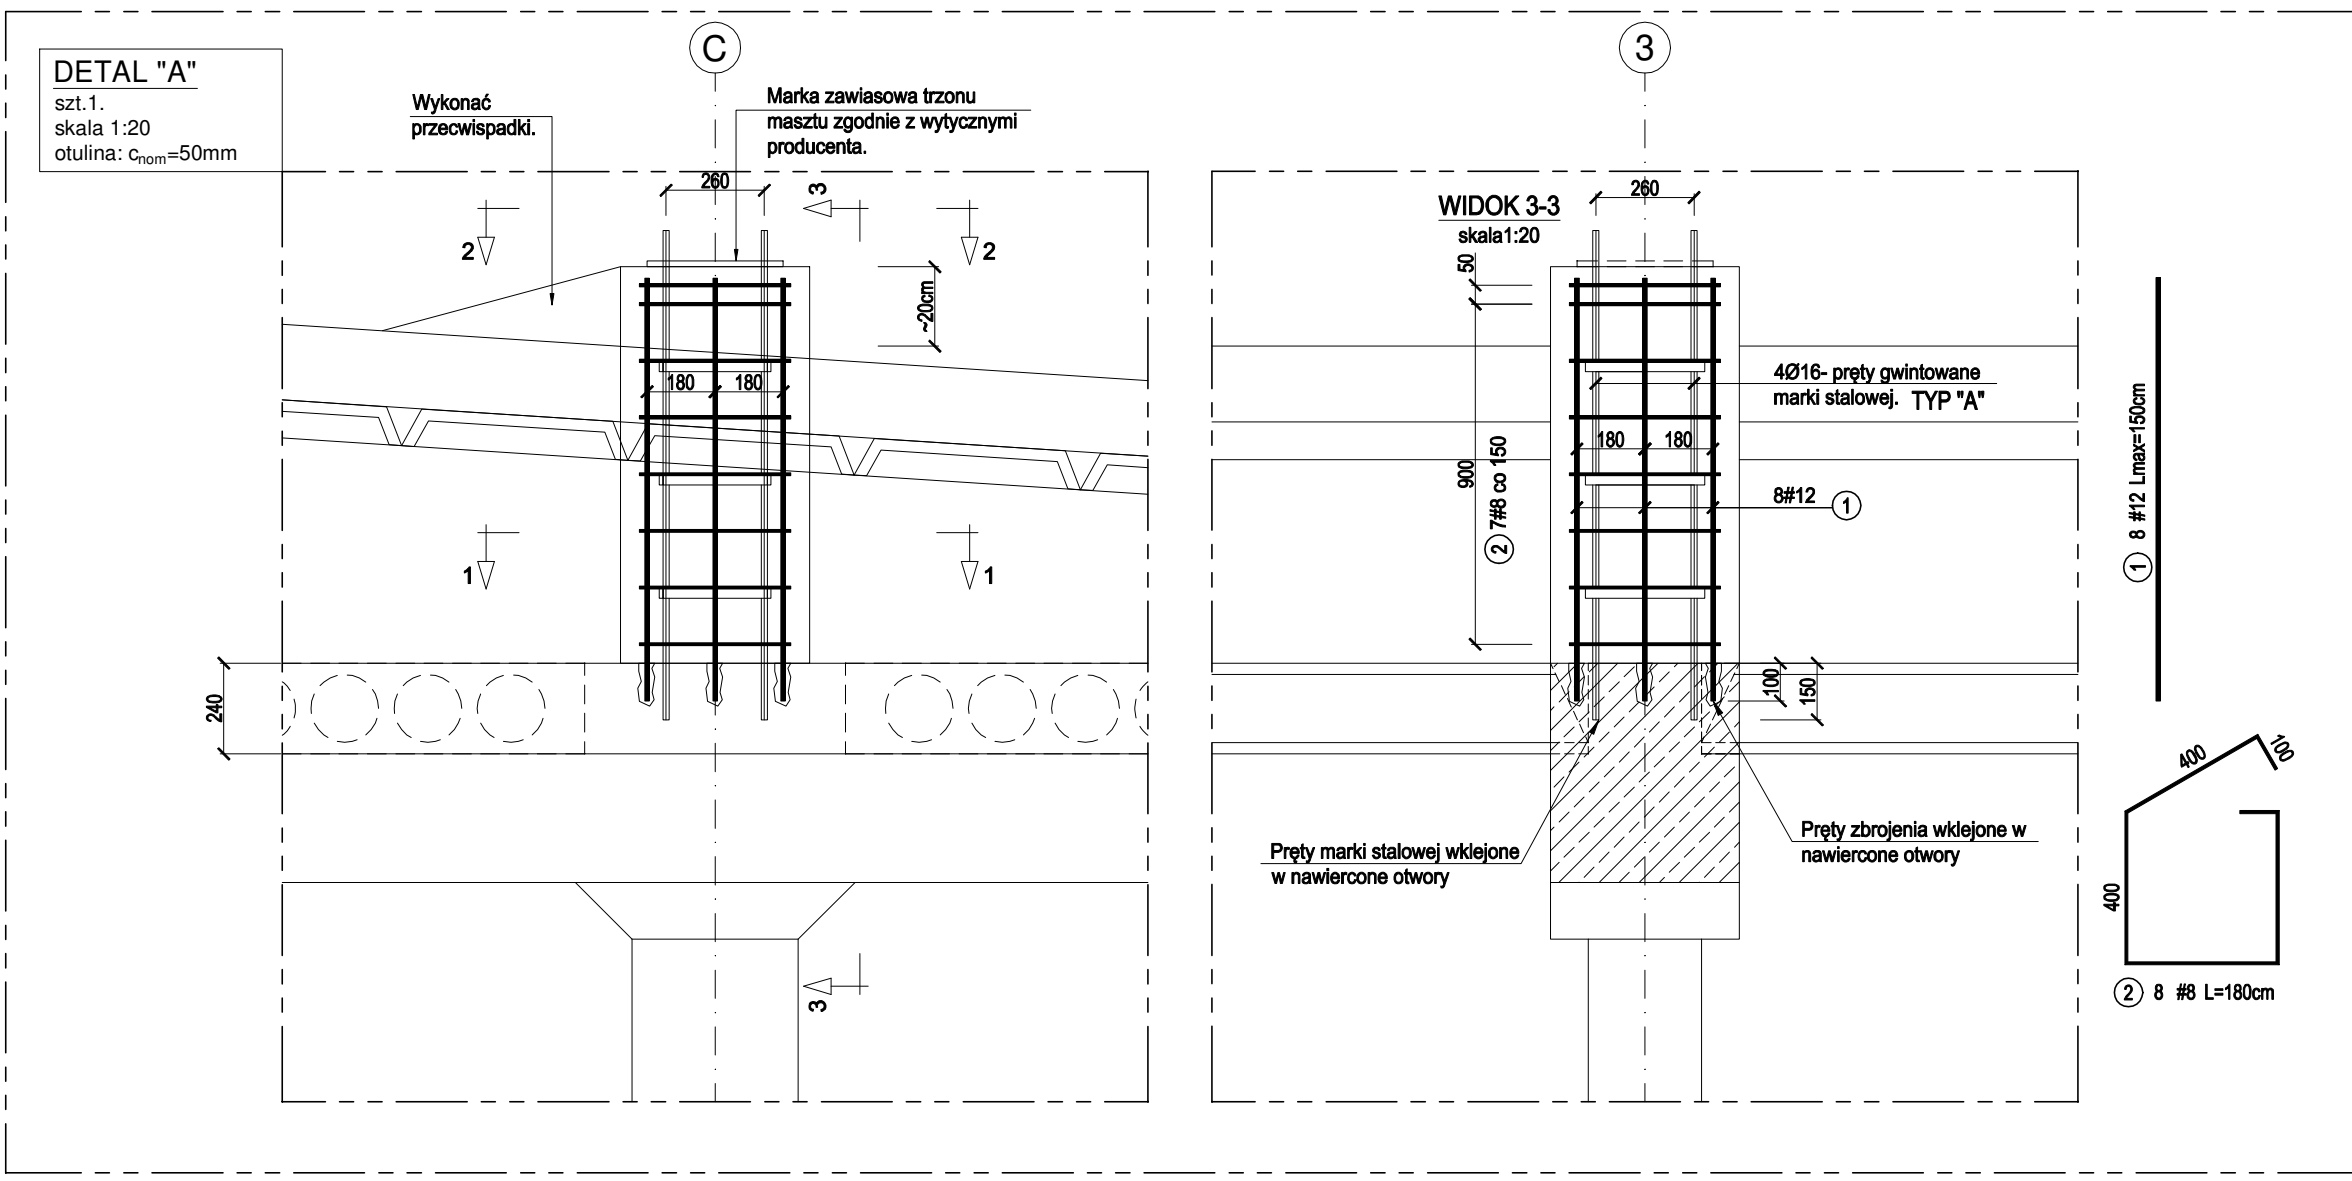 DETAL "A"
szt.1.
skala 1:20
otulina: cnom=50mm
C
Wykonać
przecwispadki.
Marka zawiasowa trzonu
masztu zgodnie z wytycznymi
producenta.
260
3
2
2
~20cm
180
180
1
1
240
3
3
WIDOK 3-3
skala1:20
260
50
4Ø16- pręty gwintowane
marki stalowej. TYP "A"
180
180
900
2 7#8 co 150
8#12 1
100
150
Pręty marki stalowej wklejone
w nawiercone otwory
Pręty zbrojenia wklejone w
nawiercone otwory
1 8 #12 Lmax=150cm
400
100
400
2 8 #8 L=180cm